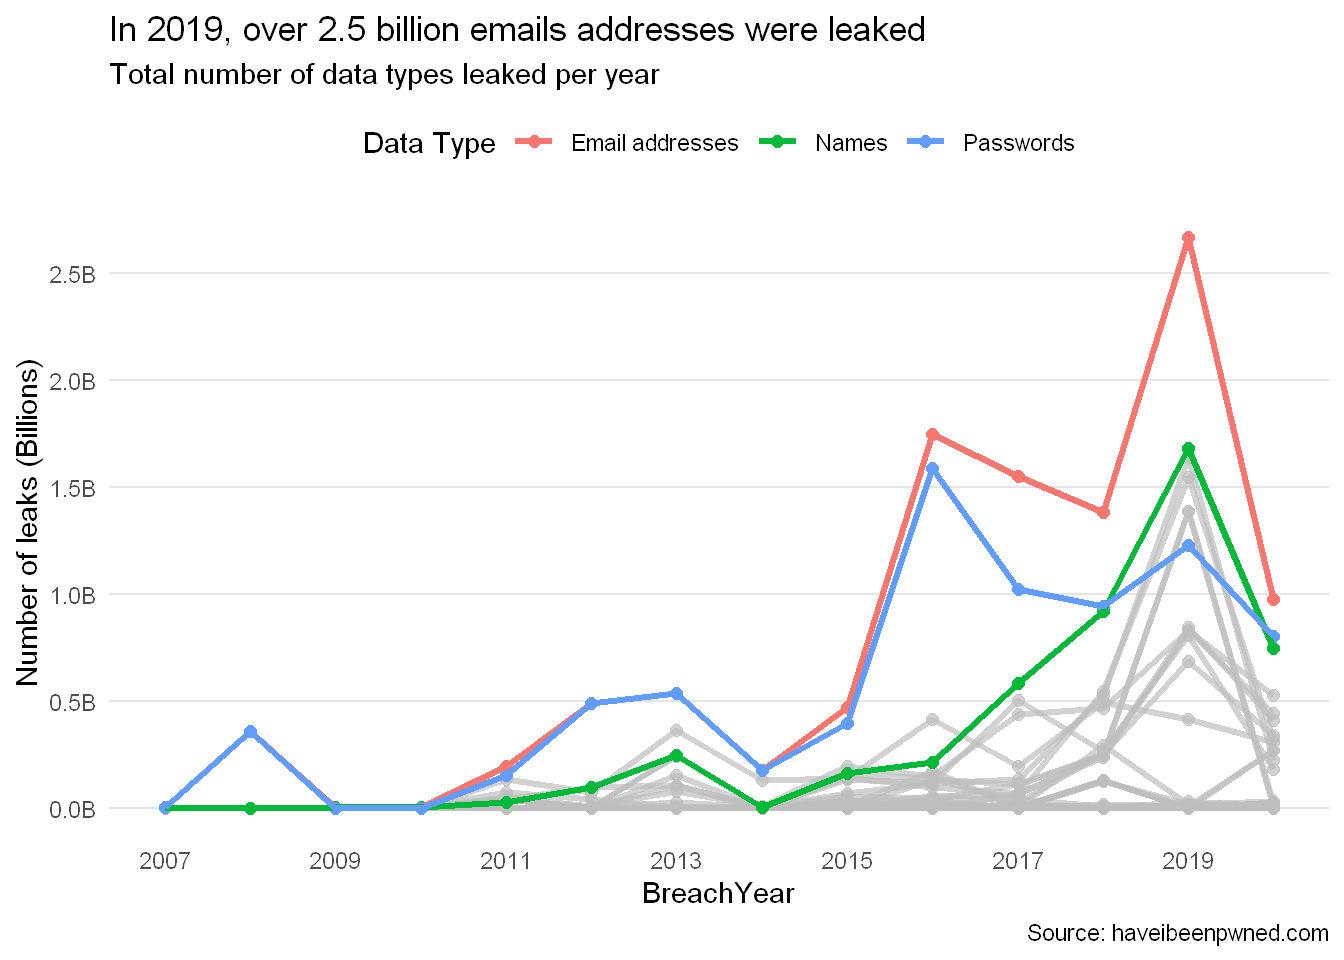 In 2019, over 2.5 billion emails addresses were leaked
Total number of data types leaked per year
Data Type Email addresses Names Passwords
Number of leaks (Billions)
2.5B
2.0B
1.5B
1.0B
0.5B
0.0B
2007 2009 2011 2013 2015 2017 2019
BreachYear
Source: haveibeenpwned.com